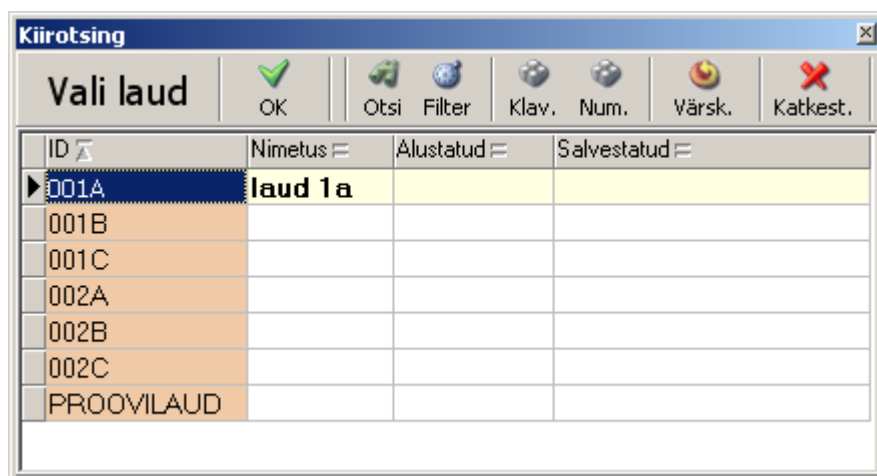 Kiirotsing
Vali laud OK Otsi Filter Klav. Num. Värsk. Katkest.
ID Nimetus Alustatud Salvestatud
001A laud 1a
001B
001C
002A
002B
002C
PROOVILAUD